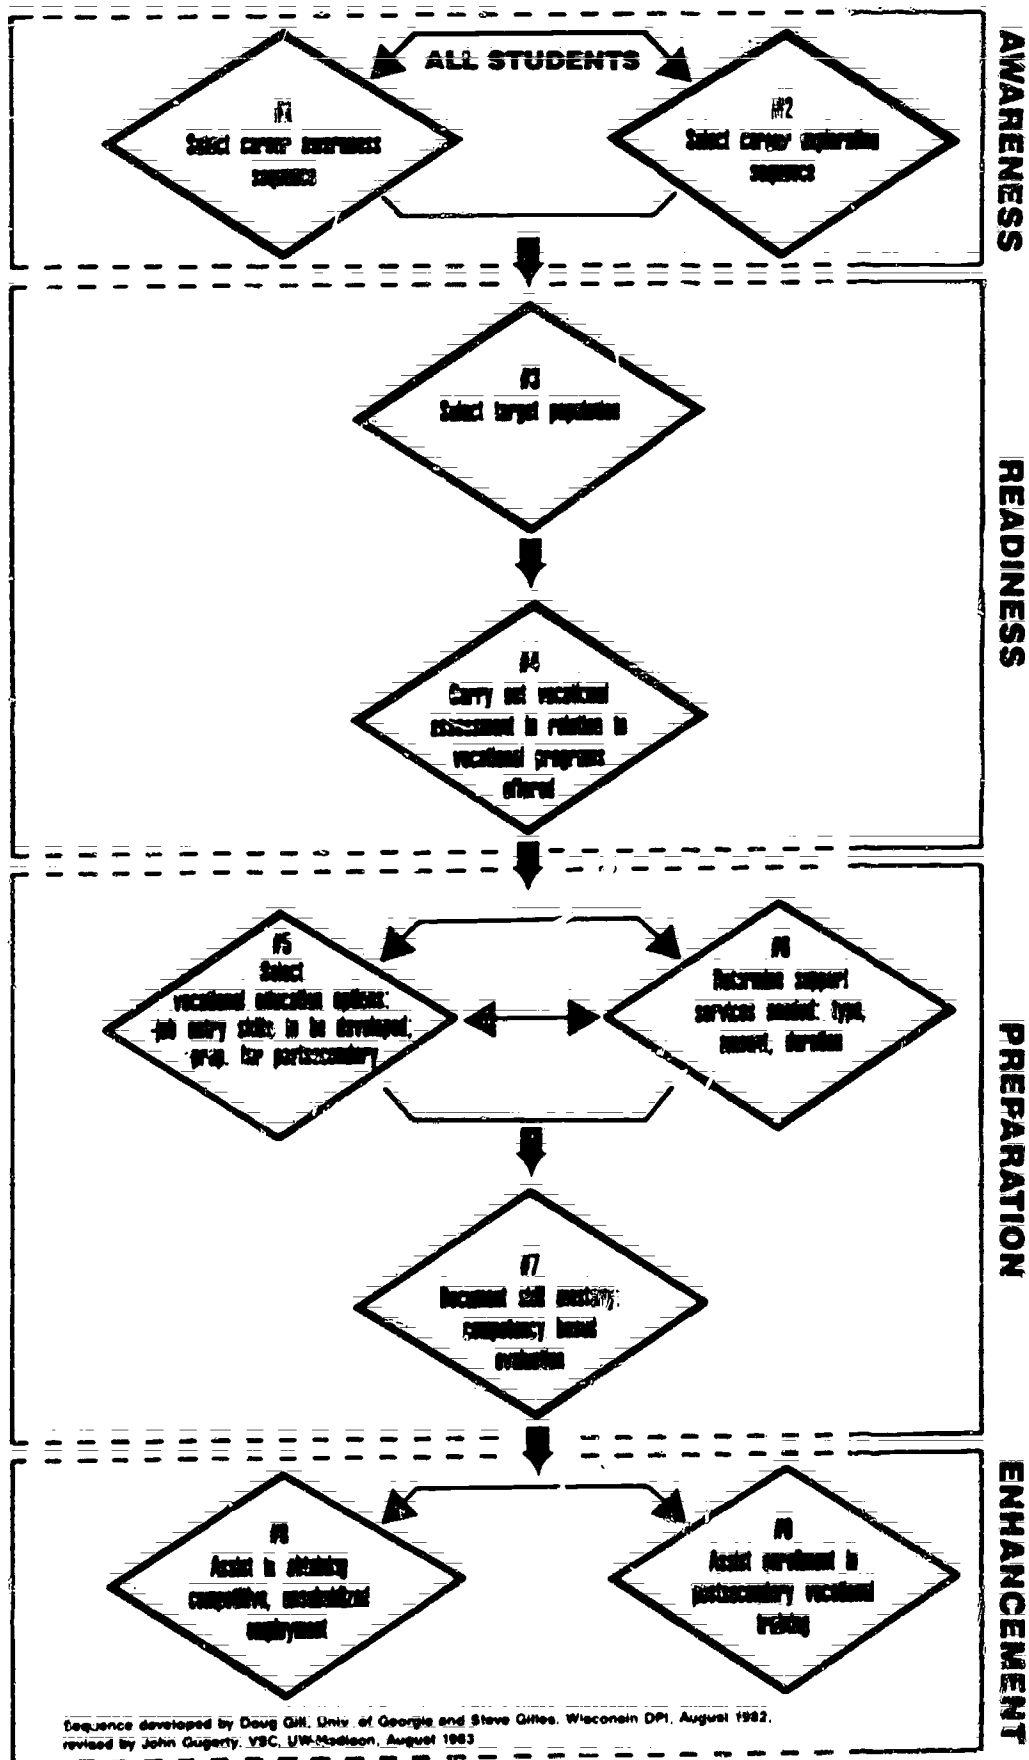 ALL STUDENTS
#1
Select career awareness
sequence
#2
Select career exploration
sequence
AWARENESS
#3
Select target population
#4
Carry out vocational
assessment in relation to
vocational programs
offered
READINESS
#5
Select
vocational education options:
job entry skills to be developed;
prep. for postsecondary
#6
Determine support
services needed: type,
amount, duration
#7
Document skill mastery:
competency based
evaluation
PREPARATION
#8
Assist in obtaining
competitive, unsubsidized
employment
#9
Assist enrollment in
postsecondary vocational
training
ENHANCEMENT
Sequence developed by Doug Gill, Univ. of Georgia and Steve Gilles, Wisconsin DPI, August 1982,
revised by John Gugerty, VSC, UW-Madison, August 1983